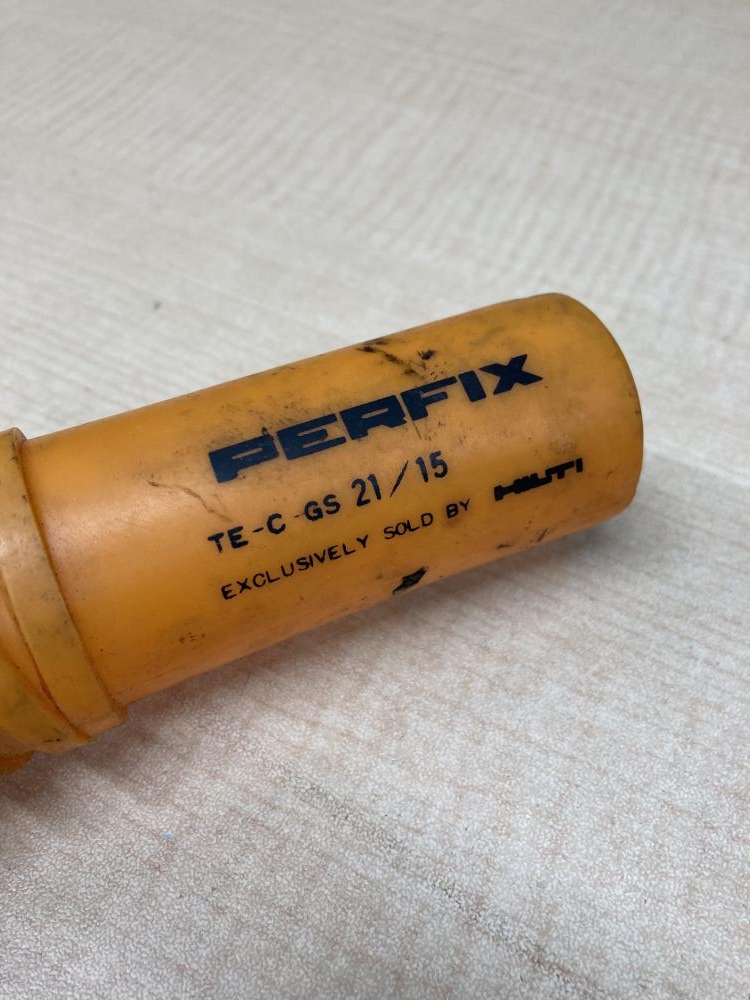 PERFIX
TE-C GS 21/15
EXCLUSIVELY SOLD BY HILTI